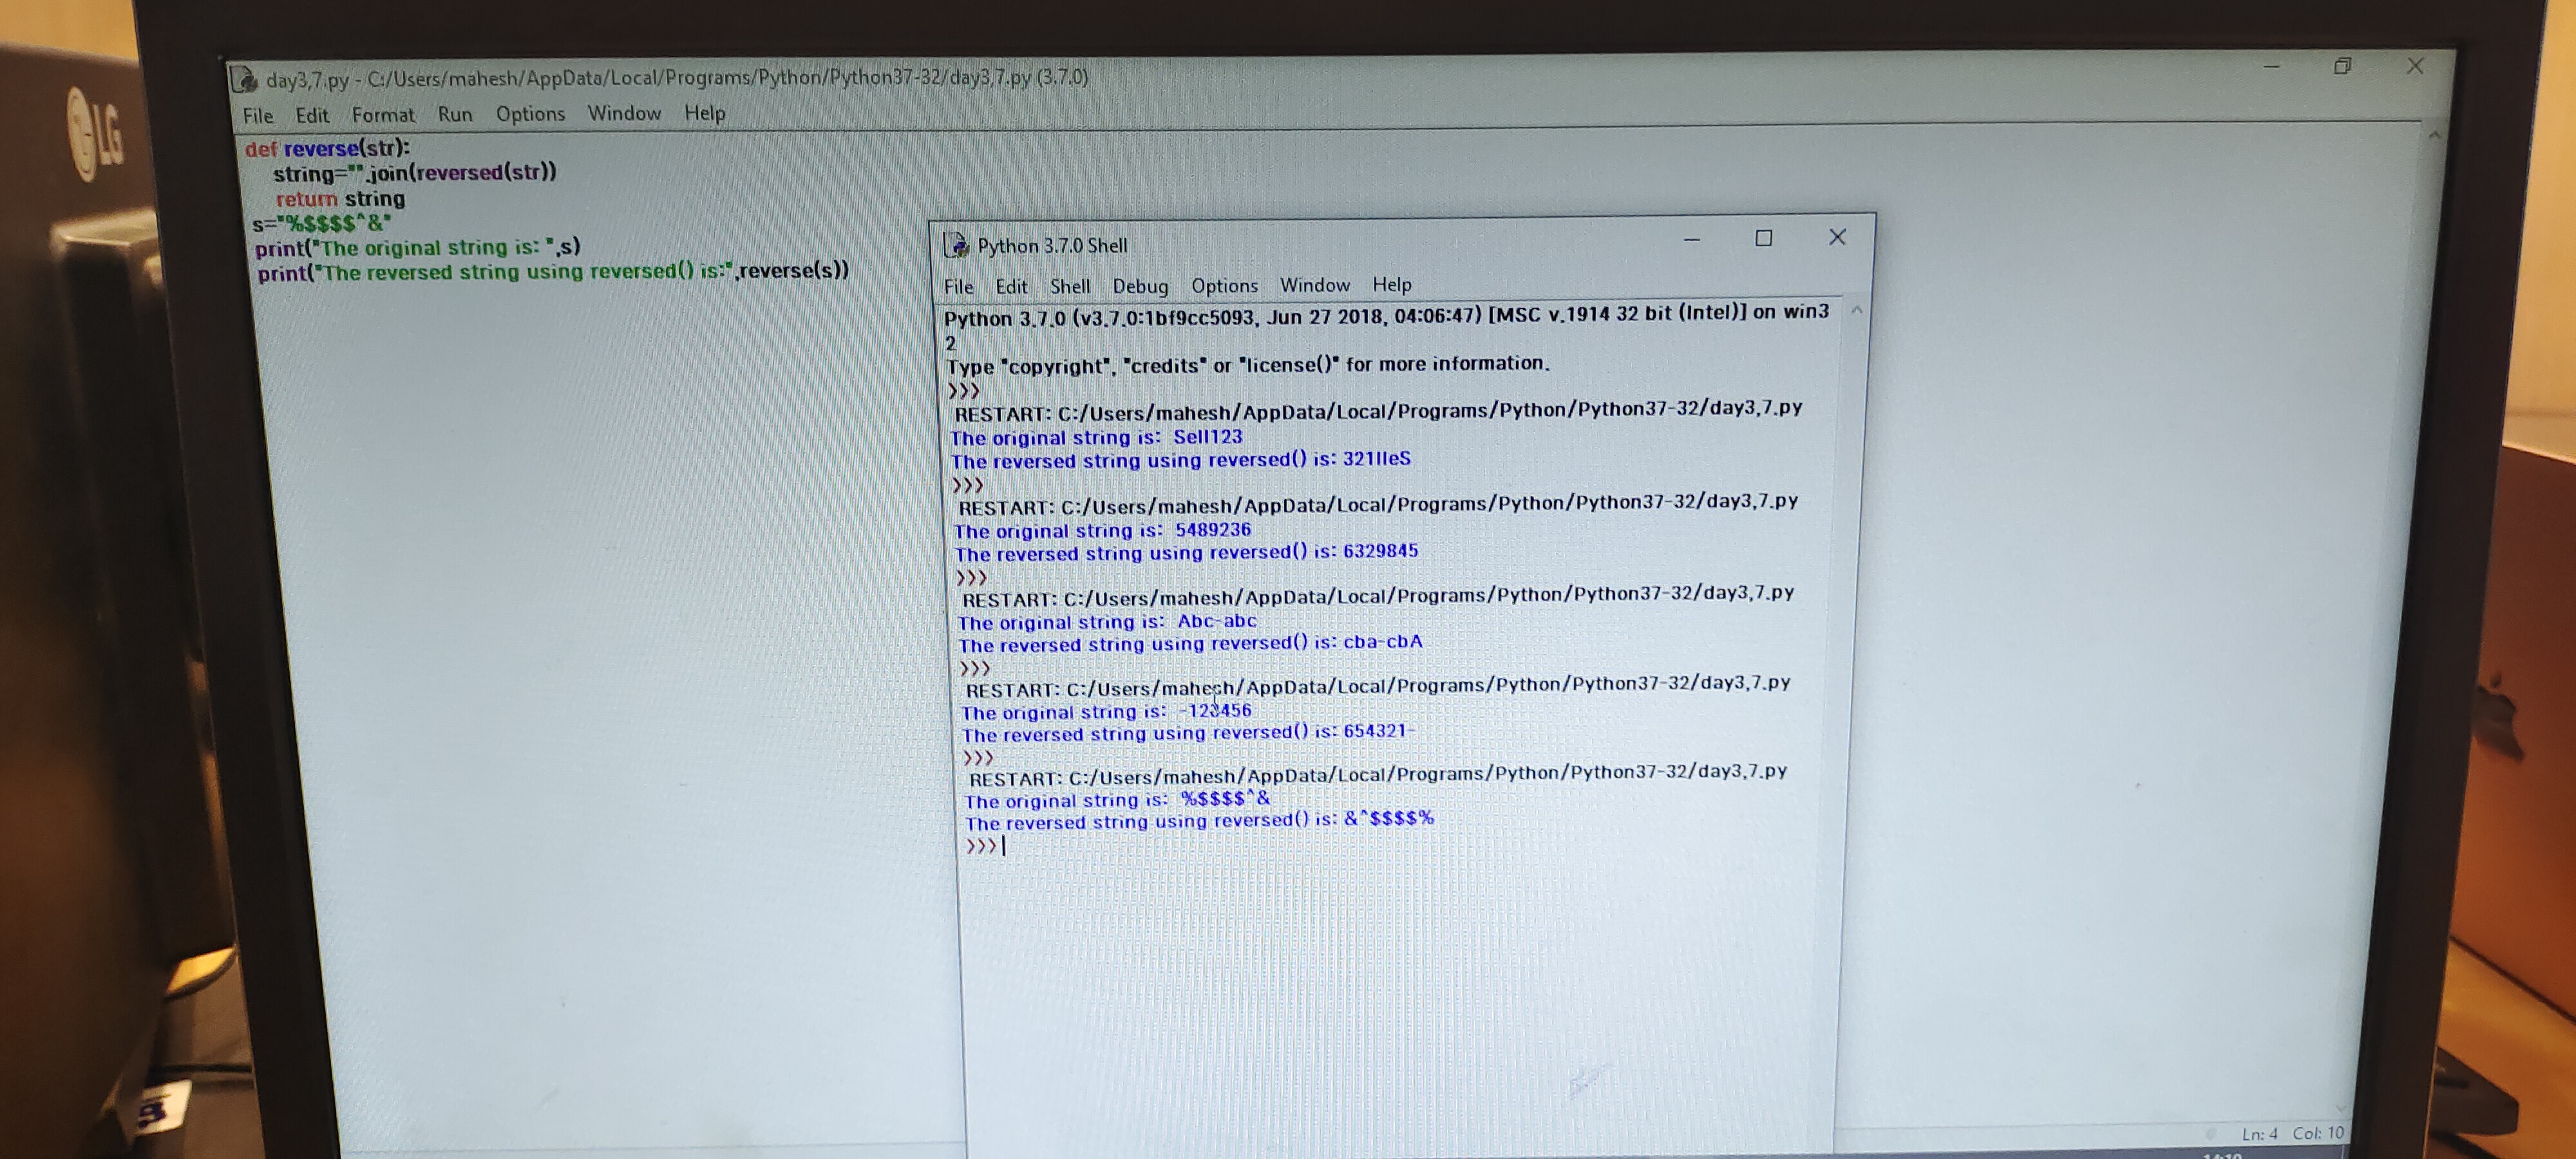 LG
day3,7.py - C:/Users/mahesh/AppData/Local/Programs/Python/Python37-32/day3,7.py (3.7.0)
File Edit Format Run Options Window Help
def reverse(str):
    string="".join(reversed(str))
    return string
s="%$$$$^&"
print("The original string is: ",s)
print("The reversed string using reversed() is:",reverse(s))
Python 3.7.0 Shell
File Edit Shell Debug Options Window Help
Python 3.7.0 (v3.7.0:1bf9cc5093, Jun 27 2018, 04:06:47) [MSC v.1914 32 bit (Intel)] on win3
2
Type "copyright", "credits" or "license()" for more information.
>>>
RESTART: C:/Users/mahesh/AppData/Local/Programs/Python/Python37-32/day3,7.py
The original string is:  Sell123
The reversed string using reversed() is: 321lleS
>>>
RESTART: C:/Users/mahesh/AppData/Local/Programs/Python/Python37-32/day3,7.py
The original string is:  5489236
The reversed string using reversed() is: 6329845
>>>
RESTART: C:/Users/mahesh/AppData/Local/Programs/Python/Python37-32/day3,7.py
The original string is:  Abc-abc
The reversed string using reversed() is: cba-cbA
>>>
RESTART: C:/Users/mahesh/AppData/Local/Programs/Python/Python37-32/day3,7.py
The original string is:  -123456
The reversed string using reversed() is: 654321-
>>>
RESTART: C:/Users/mahesh/AppData/Local/Programs/Python/Python37-32/day3,7.py
The original string is:  %$$$$^&
The reversed string using reversed() is: &^$$$$%
>>>
Ln: 4 Col: 10